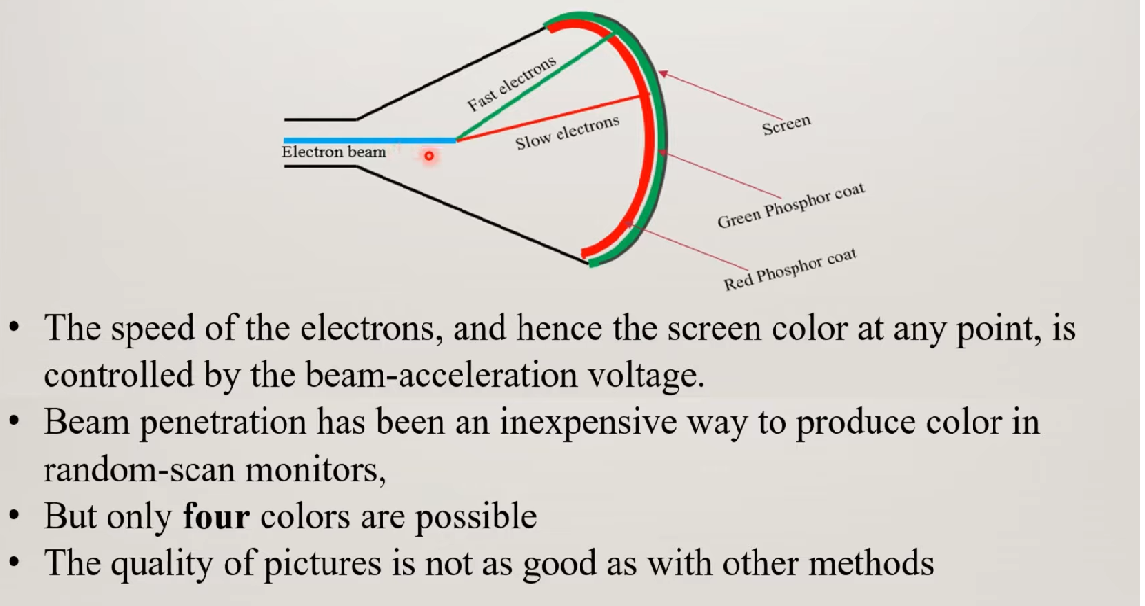 Fast electrons
Slow electrons
Electron beam
Screen
Green Phosphor coat
Red Phosphor coat
• The speed of the electrons, and hence the screen color at any point, is
controlled by the beam-acceleration voltage.
• Beam penetration has been an inexpensive way to produce color in
random-scan monitors,
• But only four colors are possible
• The quality of pictures is not as good as with other methods